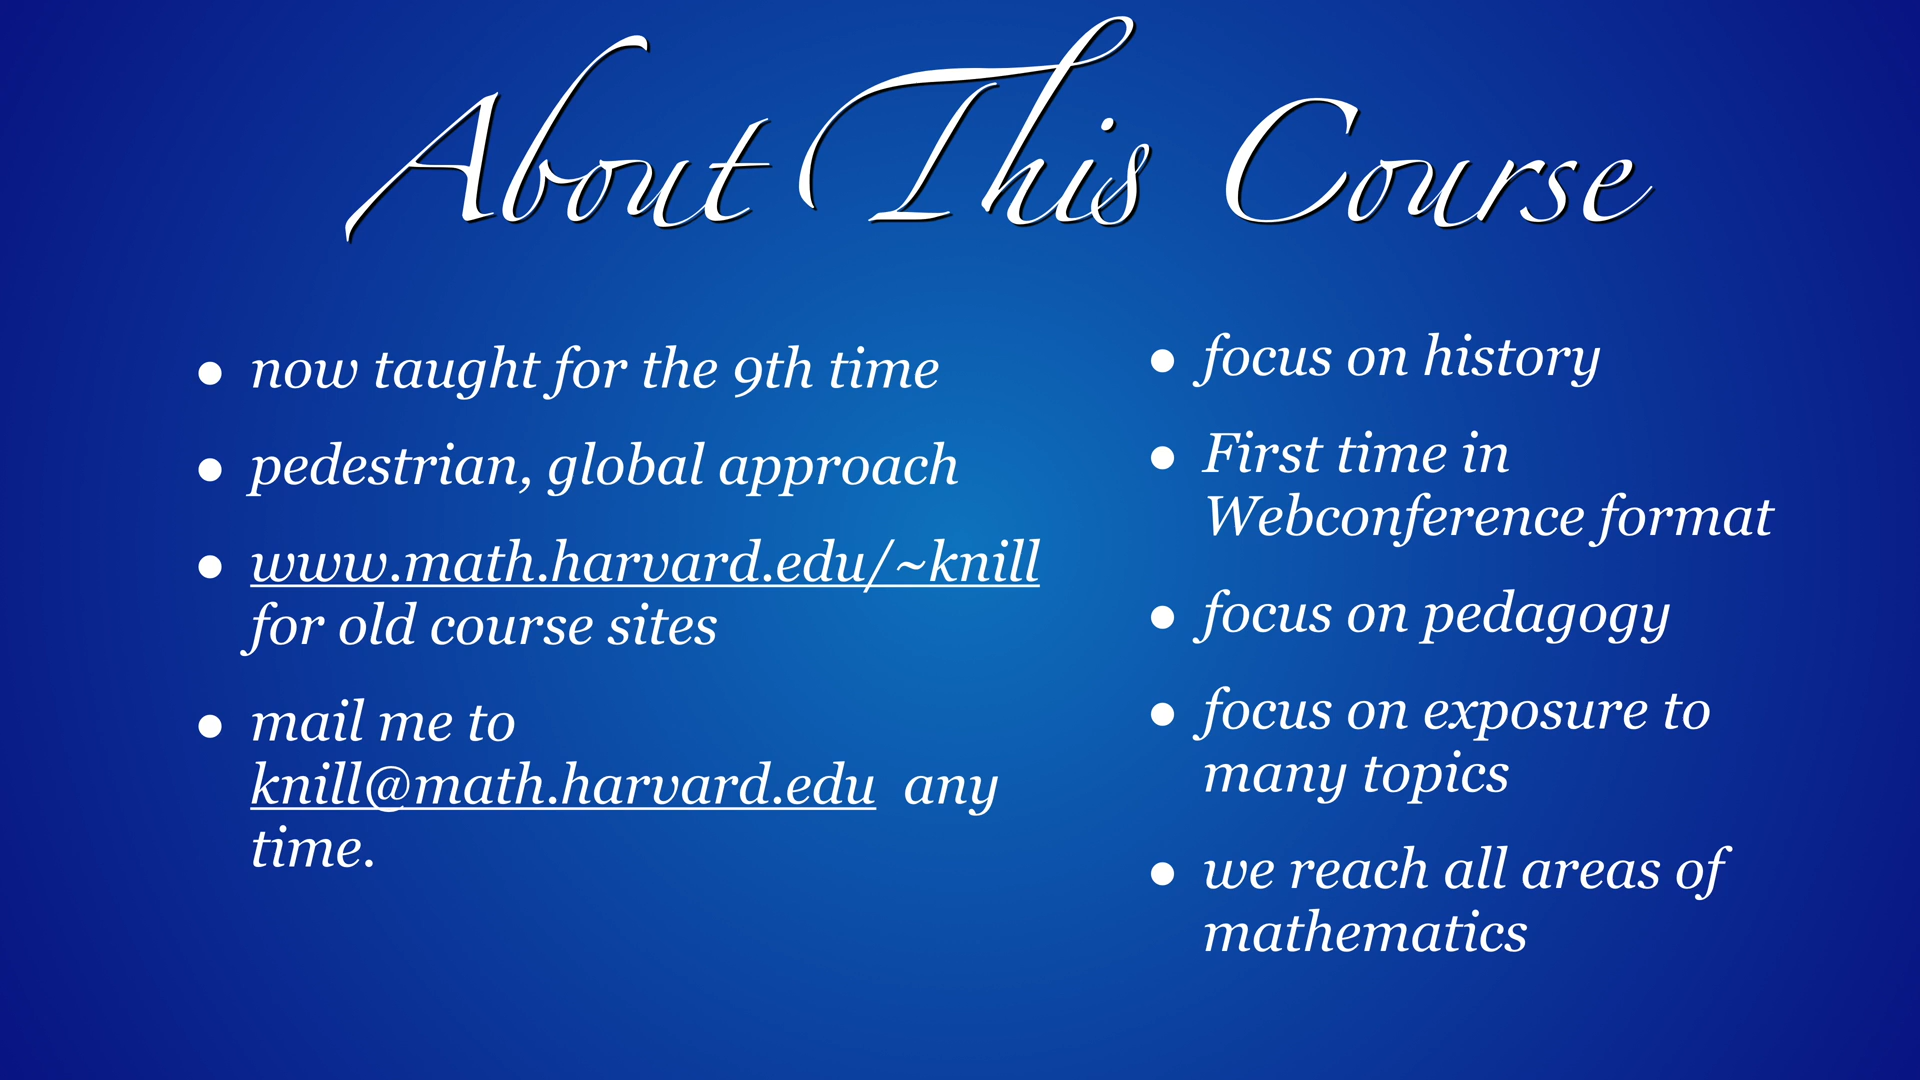 About This Course
• now taught for the 9th time
• pedestrian, global approach
• www.math.harvard.edu/~knill
for old course sites
• mail me to
knill@math.harvard.edu any
time.
• focus on history
• First time in
Webconference format
• focus on pedagogy
• focus on exposure to
many topics
• we reach all areas of
mathematics